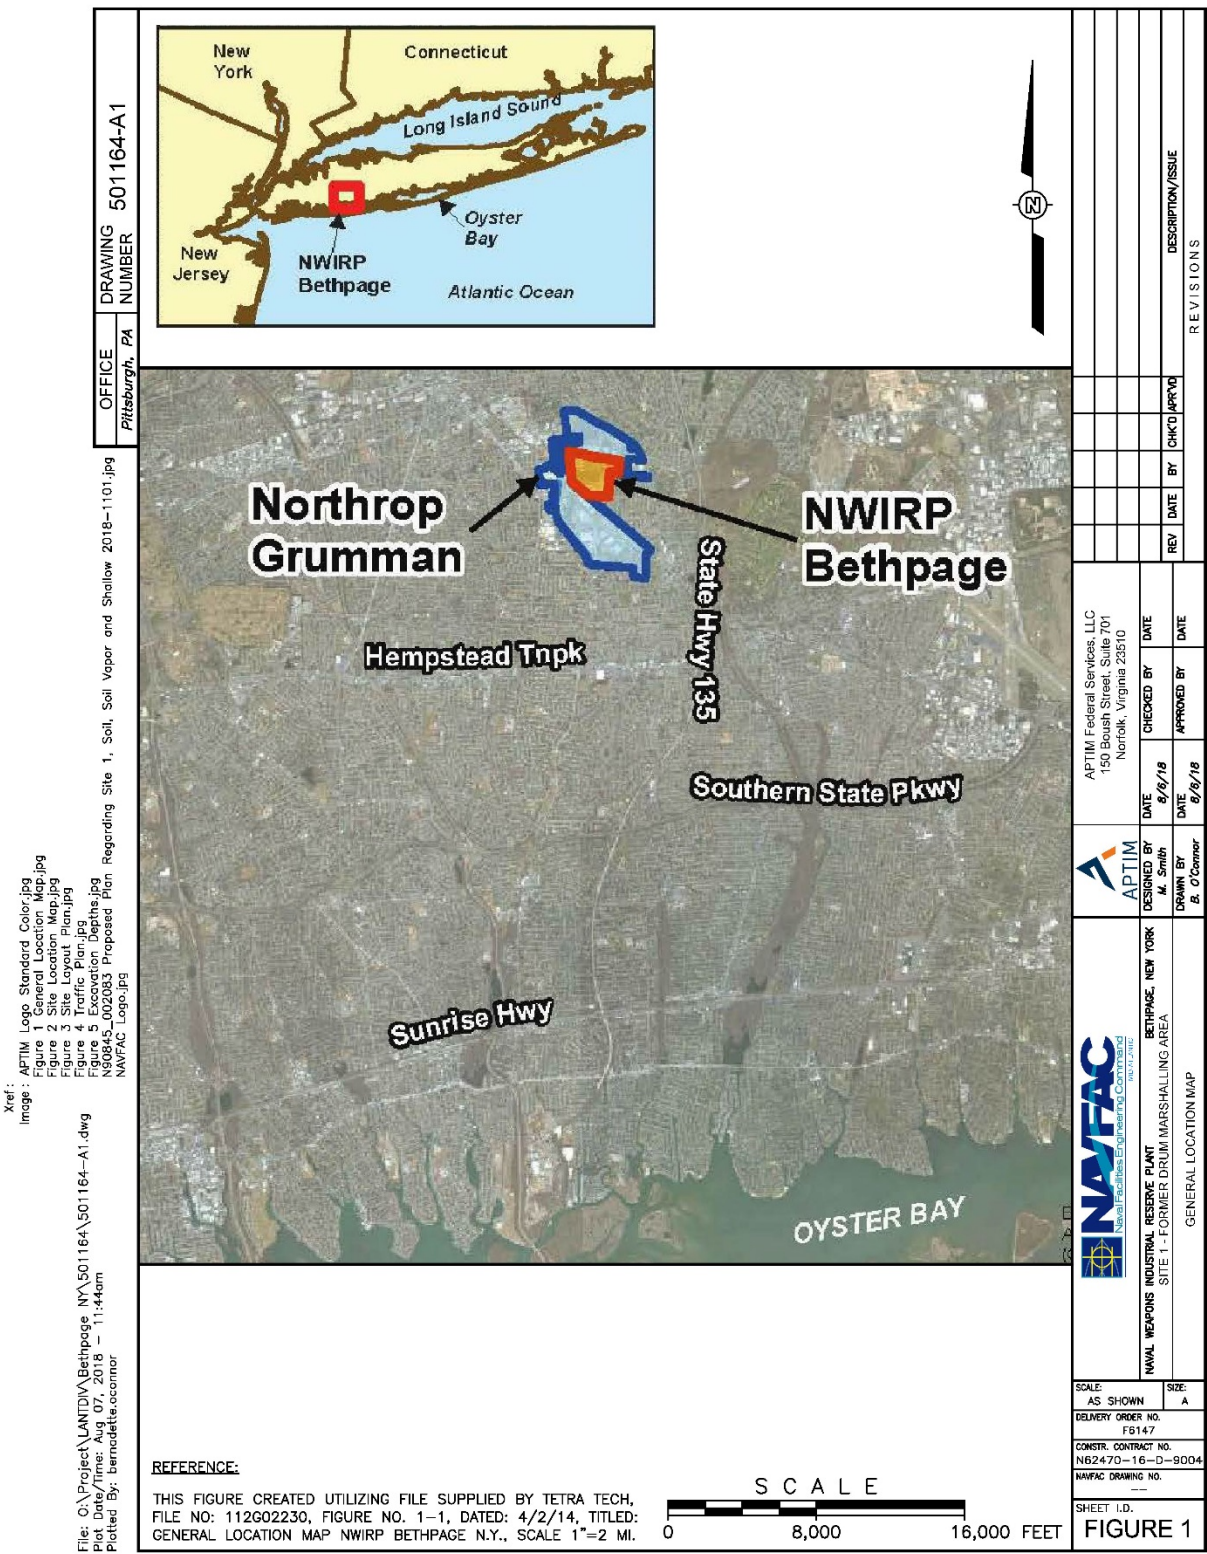 New
York
Connecticut
Long Island Sound
Oyster
Bay
New
Jersey
NWIRP
Bethpage
Atlantic Ocean
N
DRAWING
NUMBER
501164-A1
OFFICE
Pittsburgh, PA
Northrop
Grumman
NWIRP
Bethpage
State Hwy 135
Hempstead Tnpk
Southern State Pkwy
Sunrise Hwy
OYSTER BAY
Xref:
Image: APTIM Logo Standard Color.jpg
Figure 1 General Location Map.jpg
Figure 2 Site Location Map.jpg
Figure 3 Site Layout Plan.jpg
Figure 4 Traffic Plan.jpg
Figure 5 Excavation Depths.jpg
N90845_002083 Proposed Plan Regarding Site 1, Soil, Soil Vapor and Shallow 2018-1101.jpg
NAVFAC Logo.jpg
File: C:\Project\LANTDIV\Bethpage NY\501164\501164-A1.dwg
Plot Date/Time: Aug 07, 2018 - 11:44am
Plotted By: bernadette.oconnor
REFERENCE:
THIS FIGURE CREATED UTILIZING FILE SUPPLIED BY TETRA TECH,
FILE NO: 112G02230, FIGURE NO. 1-1, DATED: 4/2/14, TITLED:
GENERAL LOCATION MAP NWIRP BETHPAGE N.Y., SCALE 1"=2 MI.
SCALE
0 8,000 16,000 FEET
DESCRIPTION/ISSUE
REVISIONS
REV DATE BY CHK'D APR'VD
APTIM Federal Services, LLC
150 Boush Street, Suite 701
Norfolk, Virginia 23510
APTIM
DESIGNED BY DATE CHECKED BY DATE
M. Smith 8/6/18
DRAWN BY DATE APPROVED BY DATE
B. O'Connor 8/6/18
NAVFAC
Naval Facilities Engineering Command
MID-ATLANTIC
NAVAL WEAPONS INDUSTRIAL RESERVE PLANT BETHPAGE, NEW YORK
SITE 1 - FORMER DRUM MARSHALLING AREA
GENERAL LOCATION MAP
SCALE: SIZE:
AS SHOWN A
DELIVERY ORDER NO.
F6147
CONSTR. CONTRACT NO.
N62470-16-D-9004
NAVFAC DRAWING NO.
--
SHEET I.D.
FIGURE 1